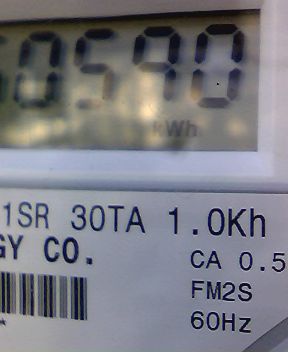 0590
kWh
1SR 30TA 1.0Kh
GY CO.
CA 0.5
FM2S
60Hz